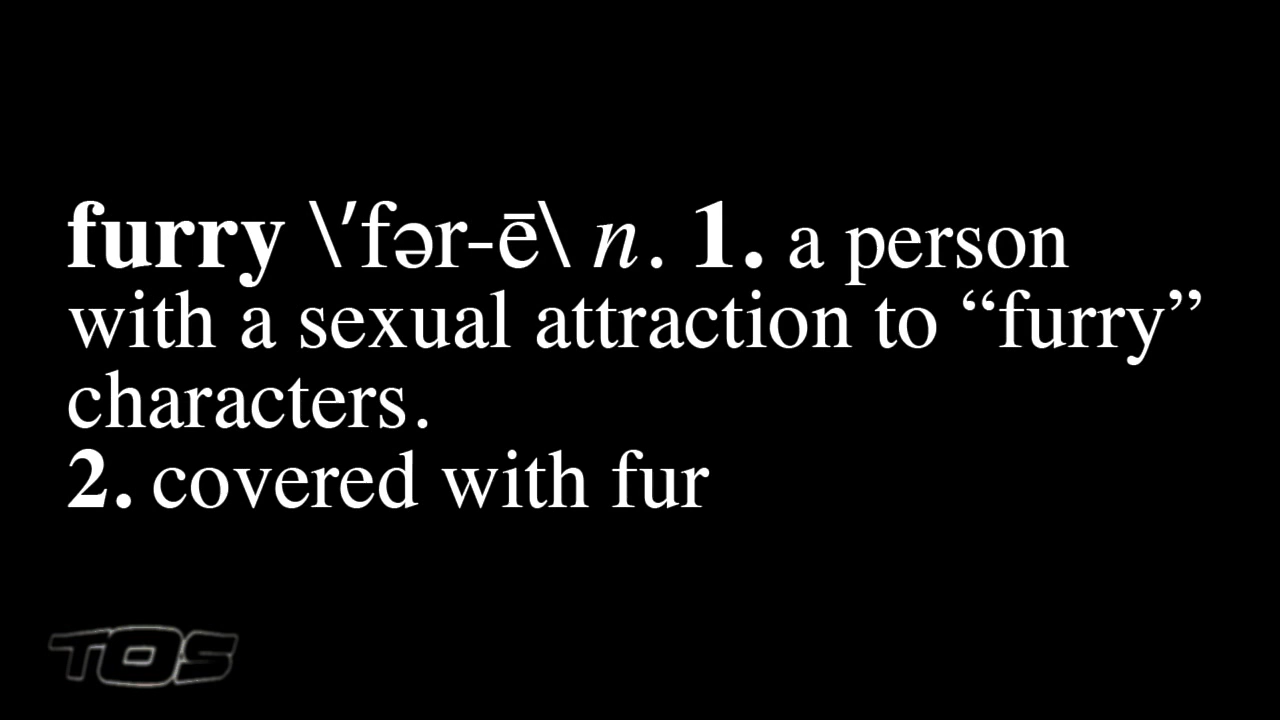 furry \ˈfər-ē\ n. 1. a person
with a sexual attraction to “furry”
characters.
2. covered with fur
TOS